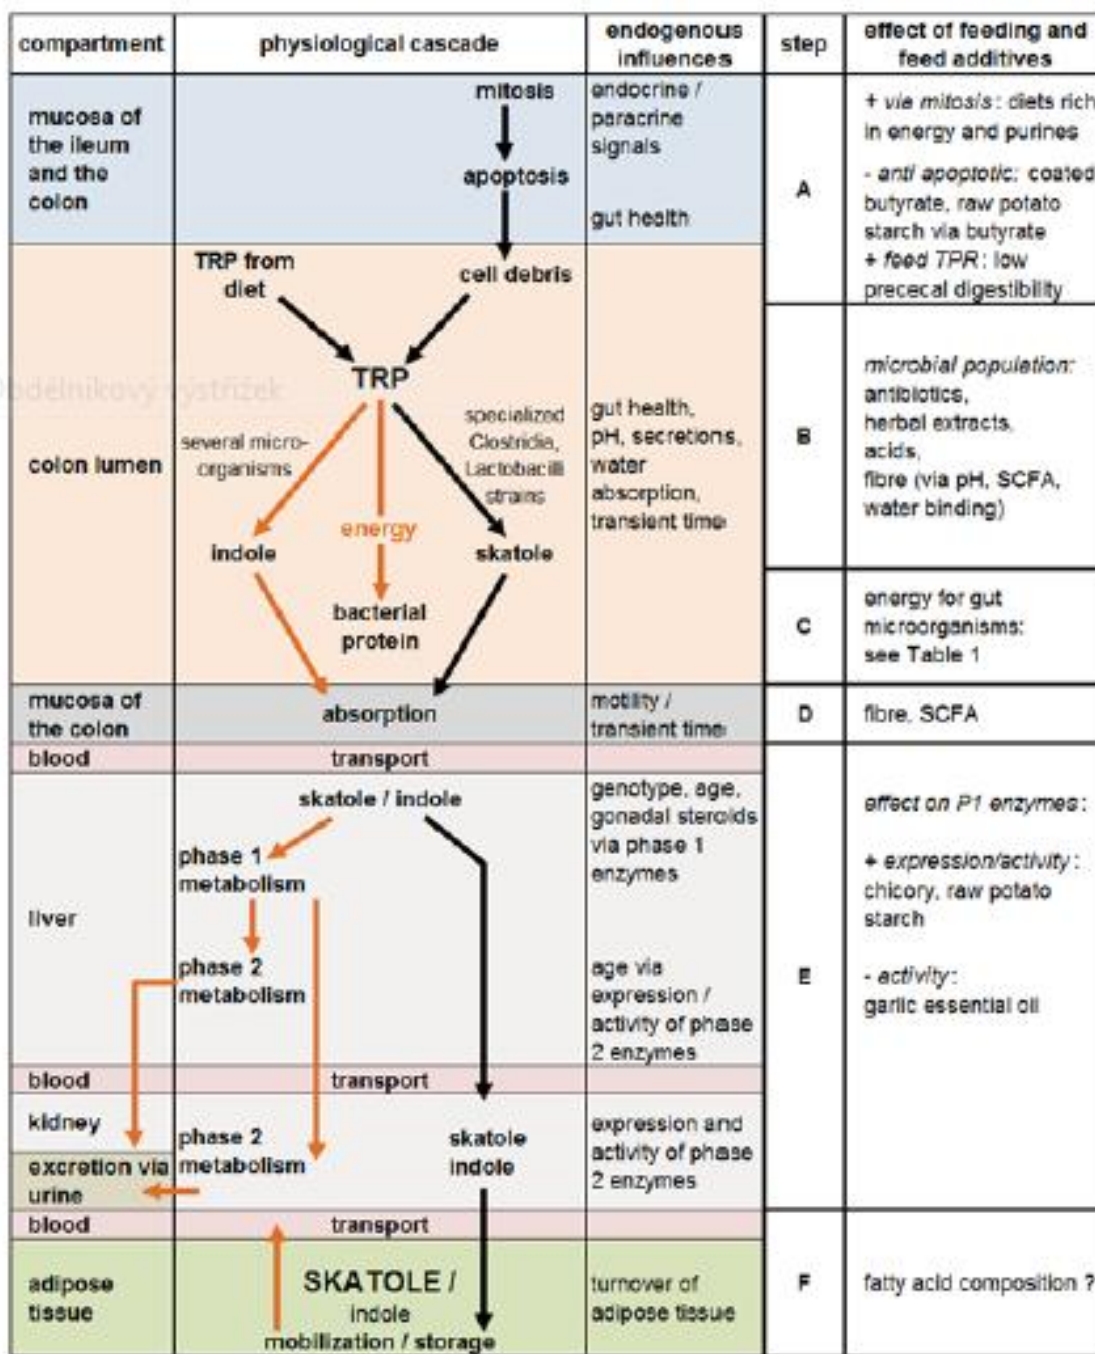 compartment
physiological cascade
endogenous
influences
step
effect of feeding and
feed additives
mucosa of
the ileum
and the
colon
mitosis
apoptosis
endocrine /
paracrine
signals
gut health
A
+ via mitosis: diets rich
in energy and purines
- anti apoptotic: coated
butyrate, raw potato
starch via butyrate
+ feed TPR: low
prececal digestibility
colon lumen
TRP from
diet
cell debris
TRP
several micro-
organisms
specialized
Clostridia,
Lactobacilli
strains
energy
indole
skatole
bacterial
protein
gut health,
pH, secretions,
water
absorption,
transient time
B
microbial population:
antibiotics,
herbal extracts,
acids,
fibre (via pH, SCFA,
water binding)
C
energy for gut
microorganisms:
see Table 1
Obdelníkový výstřižek
mucosa of
the colon
absorption
motility /
transient time
D
fibre, SCFA
blood
transport
liver
skatole / indole
phase 1
metabolism
phase 2
metabolism
genotype, age,
gonadal steroids
via phase 1
enzymes
age via
expression /
activity of phase
2 enzymes
E
effect on P1 enzymes:
+ expression/activity:
chicory, raw potato
starch
- activity:
garlic essential oil
blood
transport
kidney
excretion via
urine
phase 2
metabolism
skatole
indole
expression and
activity of phase
2 enzymes
blood
transport
adipose
tissue
SKATOLE /
indole
mobilization / storage
turnover of
adipose tissue
F
fatty acid composition ?